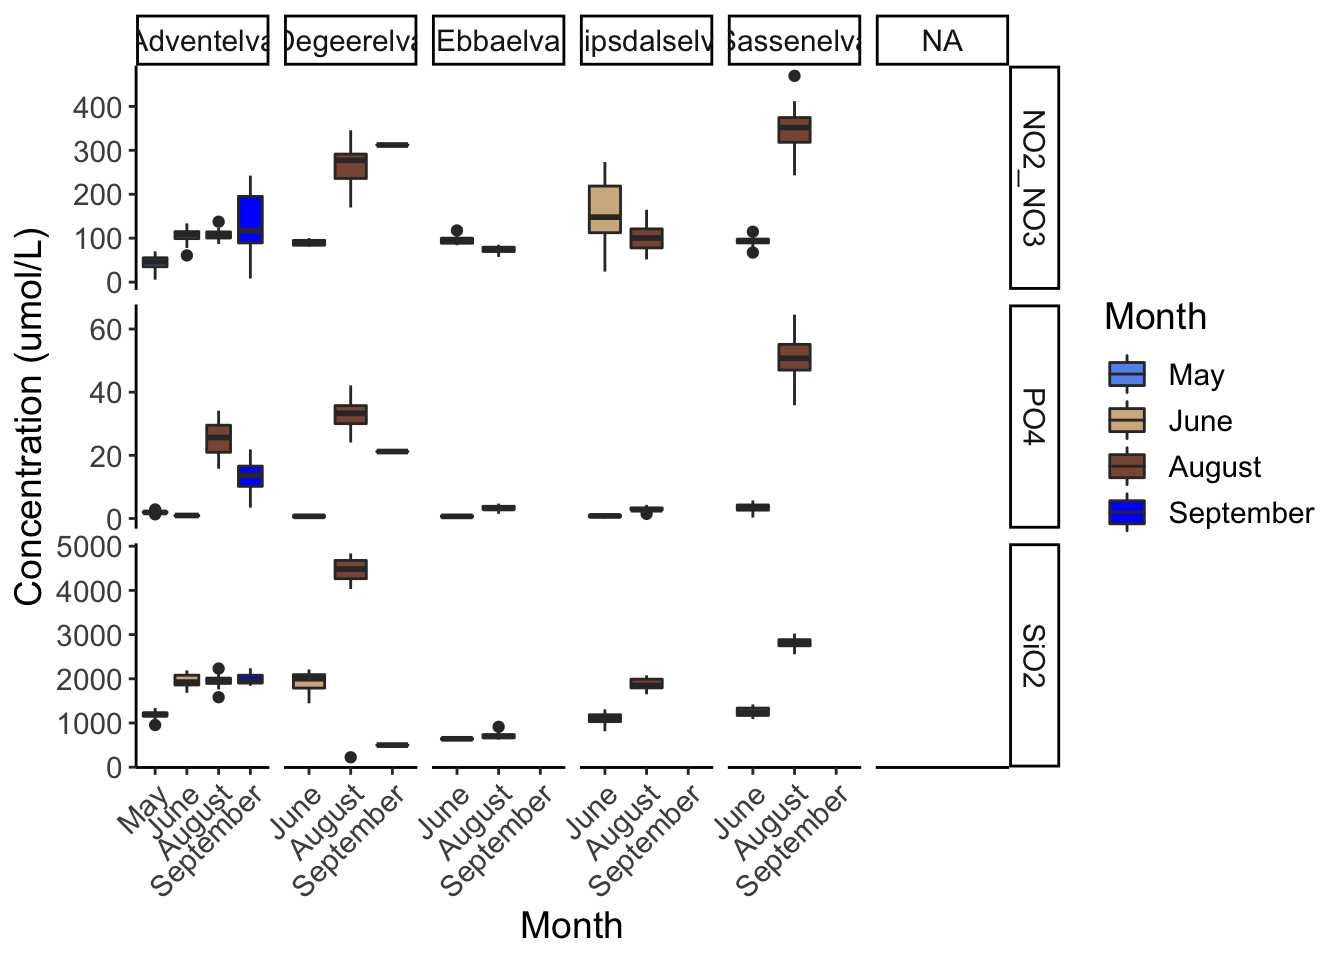 Adventelva
Degeerelva
Ebbaelva
ipsdalselv
Sassenelva
NA
Concentration (umol/L)
400
300
200
100
0
NO2_NO3
60
40
20
0
PO4
5000
4000
3000
2000
1000
0
SiO2
May
June
August
September
June
August
September
June
August
September
June
August
September
June
August
September
Month
Month
May
June
August
September